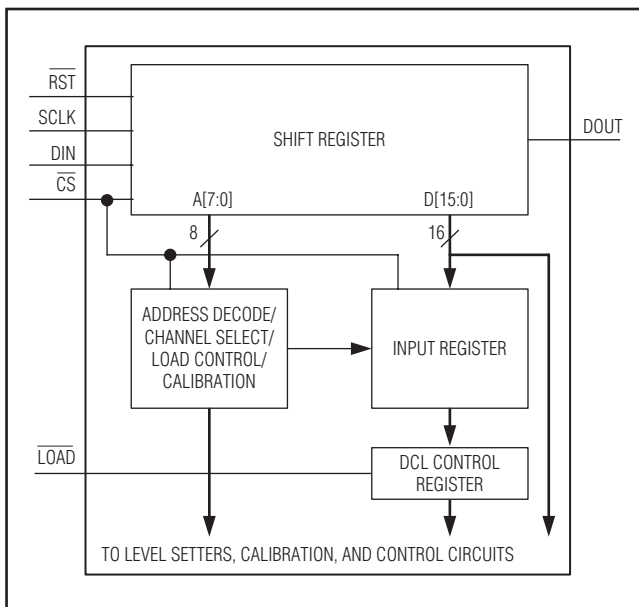 RST
SCLK
DIN
CS
SHIFT REGISTER
DOUT
A[7:0]
D[15:0]
8
16
ADDRESS DECODE/
CHANNEL SELECT/
LOAD CONTROL/
CALIBRATION
INPUT REGISTER
LOAD
DCL CONTROL
REGISTER
TO LEVEL SETTERS, CALIBRATION, AND CONTROL CIRCUITS